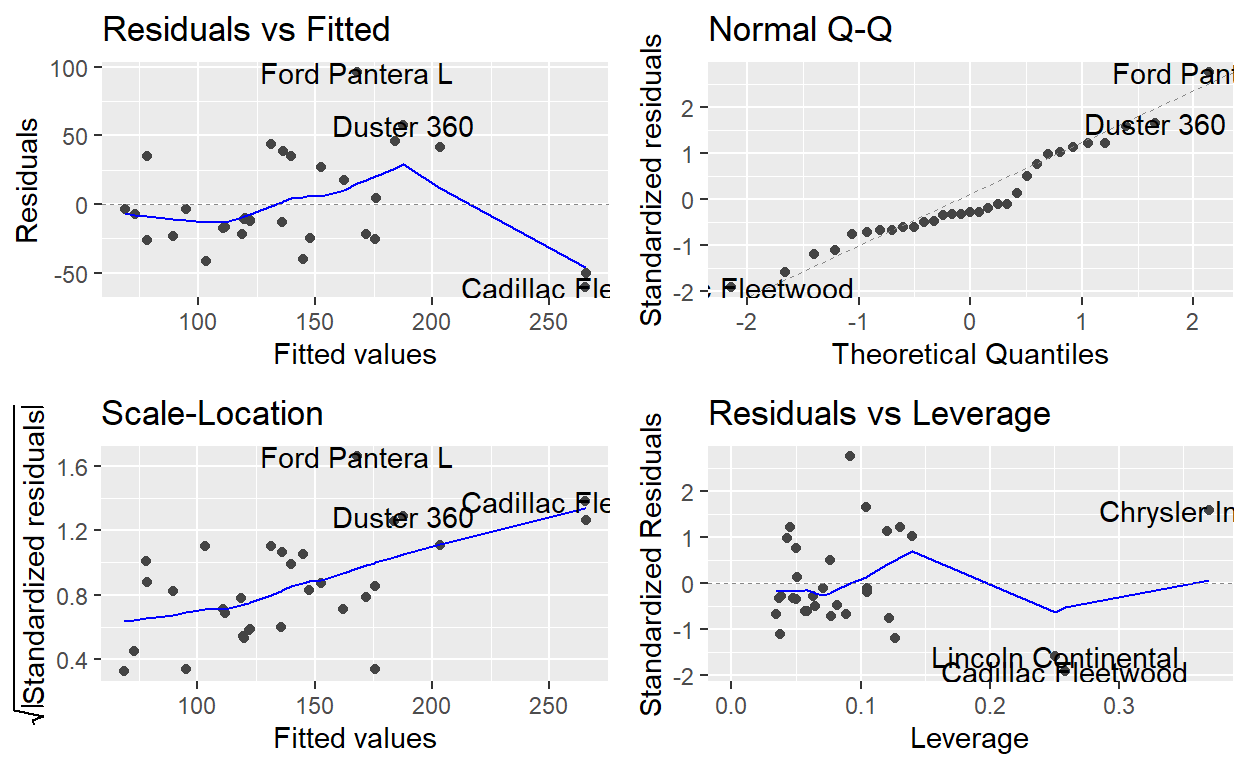 Residuals vs Fitted
Residuals
100
50
0
-50
Ford Pantera L
Duster 360
Cadillac Fle
100 150 200 250
Fitted values
Normal Q-Q
Standardized residuals
2
1
0
-1
-2
Ford Pant
Duster 360
Fleetwood
-2 -1 0 1 2
Theoretical Quantiles
Scale-Location
√|Standardized residuals|
1.6
1.2
0.8
0.4
Ford Pantera L
Cadillac Fle
Duster 360
100 150 200 250
Fitted values
Residuals vs Leverage
Standardized Residuals
2
1
0
-1
-2
Chrysler Im
Lincoln Continental
Cadillac Fleetwood
0.0 0.1 0.2 0.3
Leverage